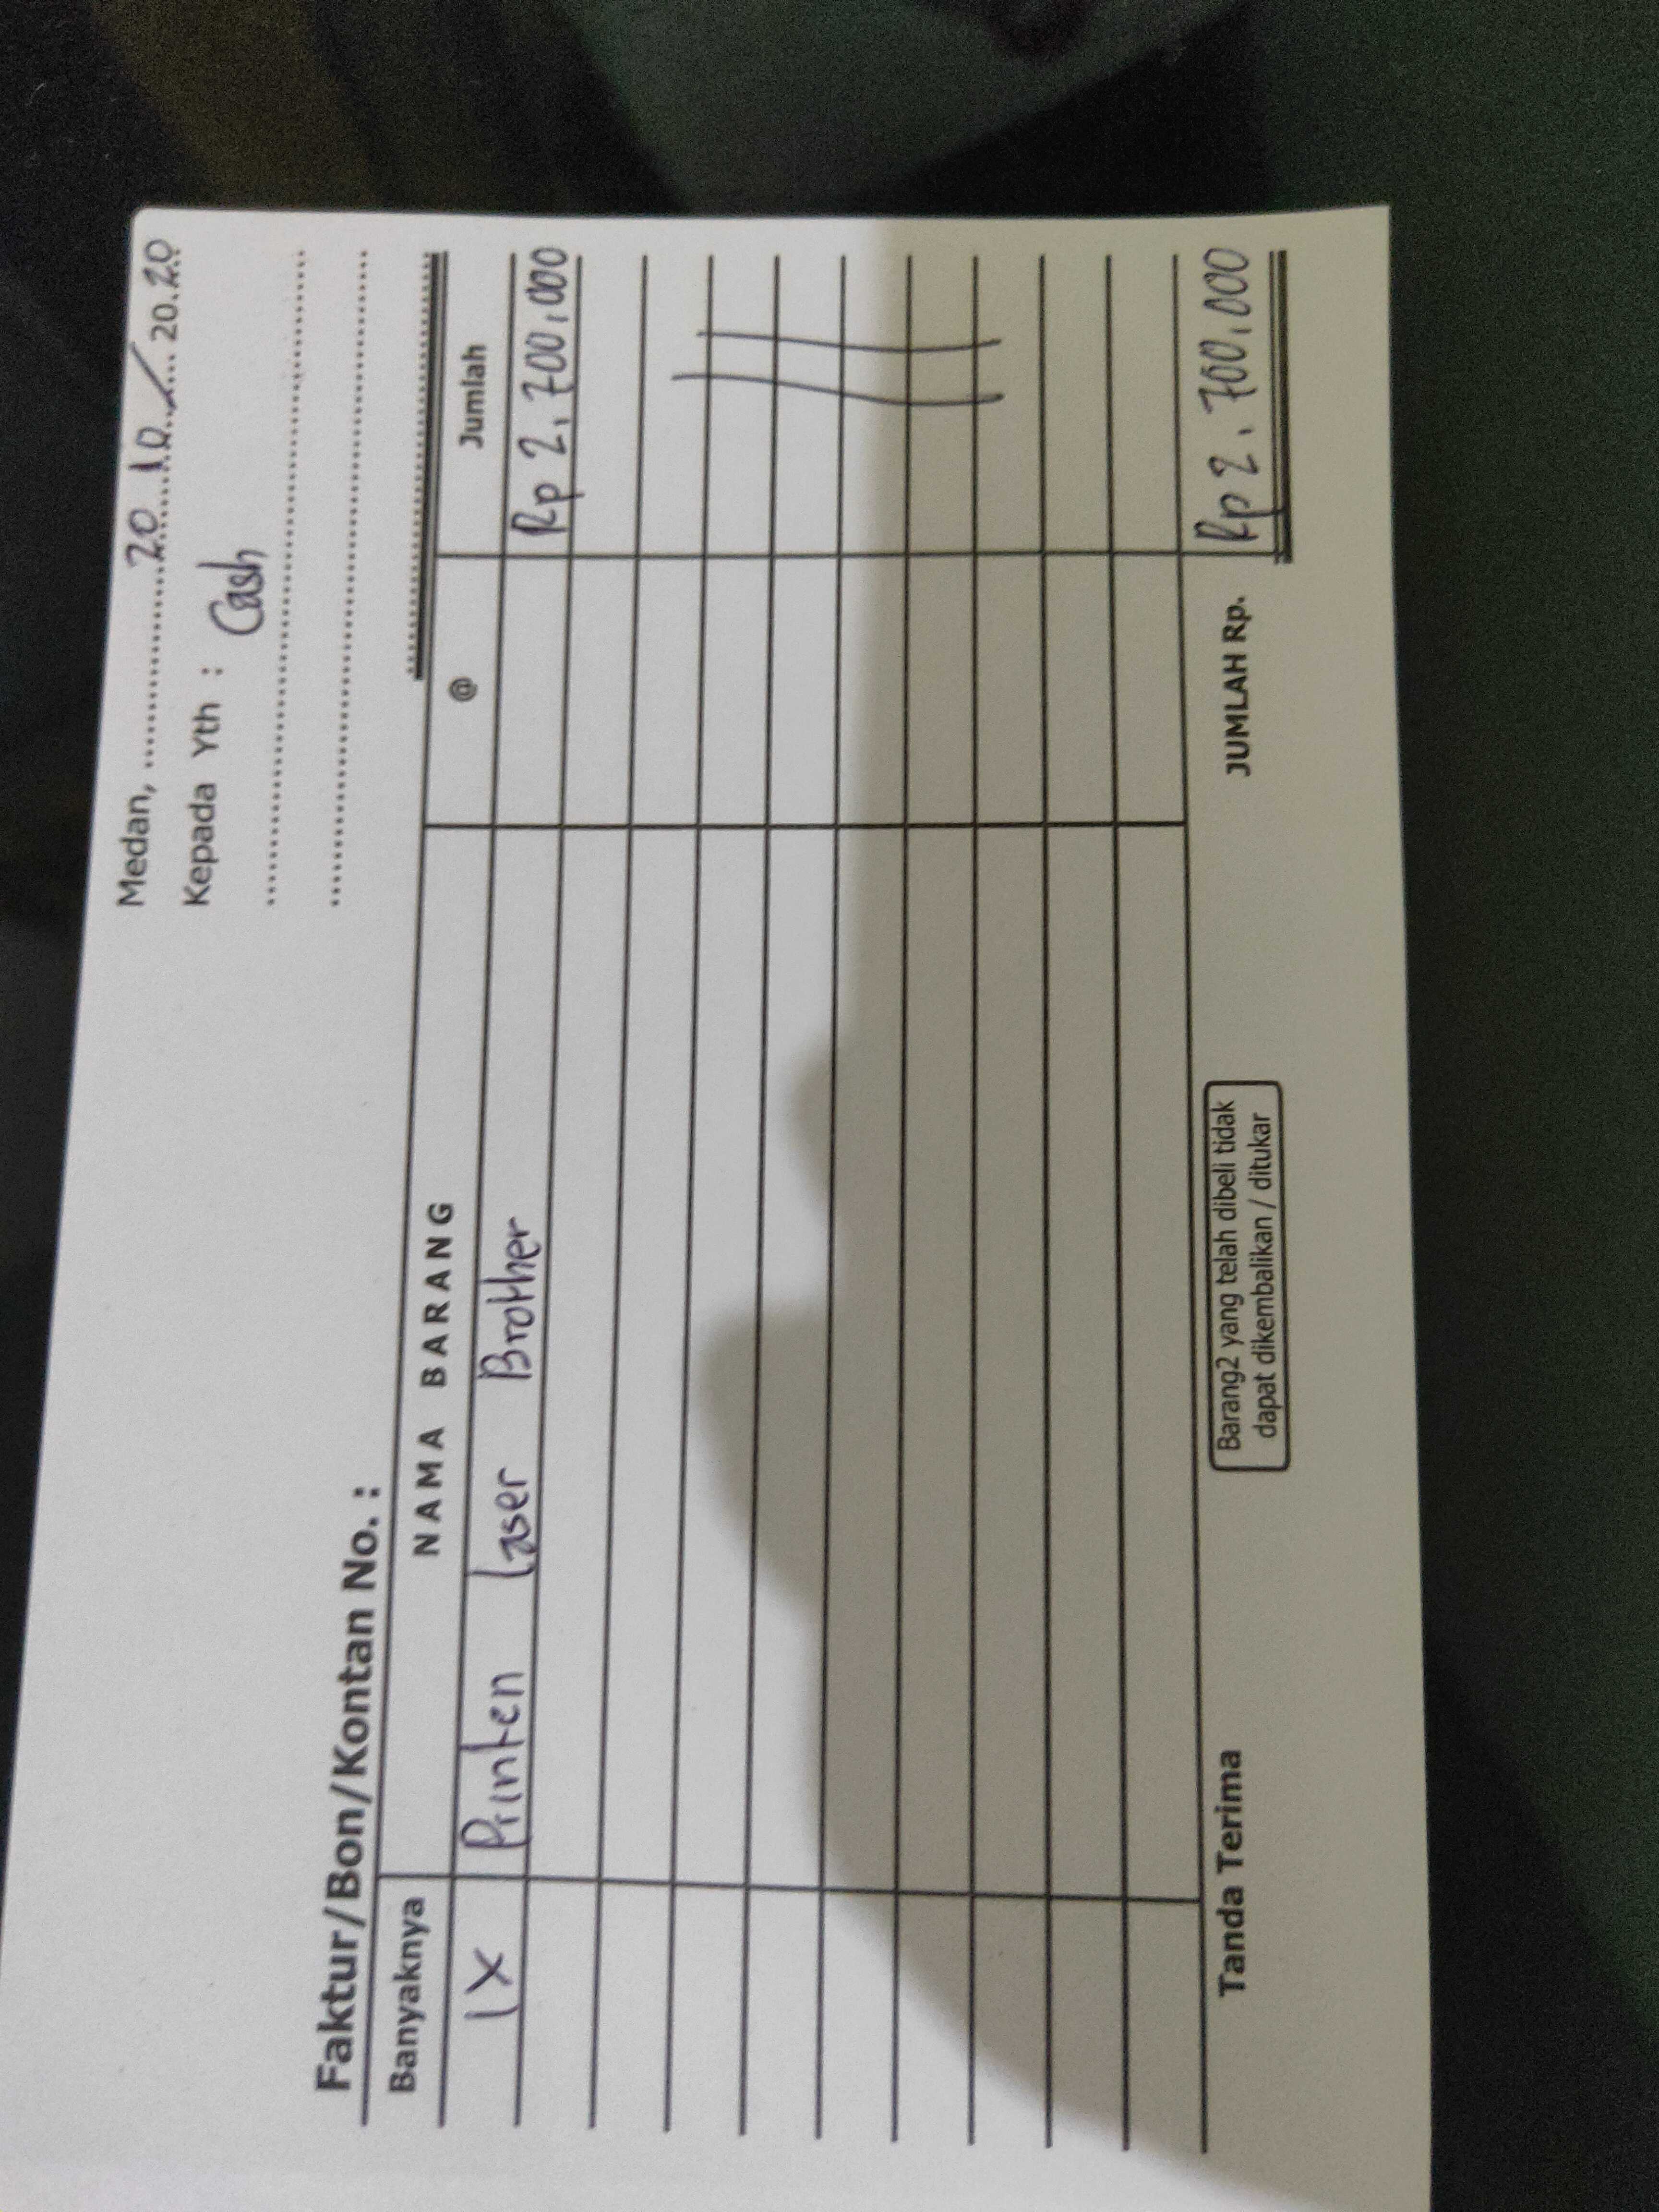 Medan, 20 10 / 2020
Kepada Yth : Cash
Faktur/Bon/Kontan No. :
Banyaknya NAMA BARANG @ Jumlah
1X Printer Laser Brother Rp 2.700.000
Tanda Terima
Barang2 yang telah dibeli tidak
dapat dikembalikan / ditukar
JUMLAH Rp. Rp 2.700.000